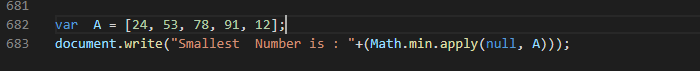 681
682 var  A = [24, 53, 78, 91, 12];
683 document.write("Smallest  Number is : "+(Math.min.apply(null, A)));